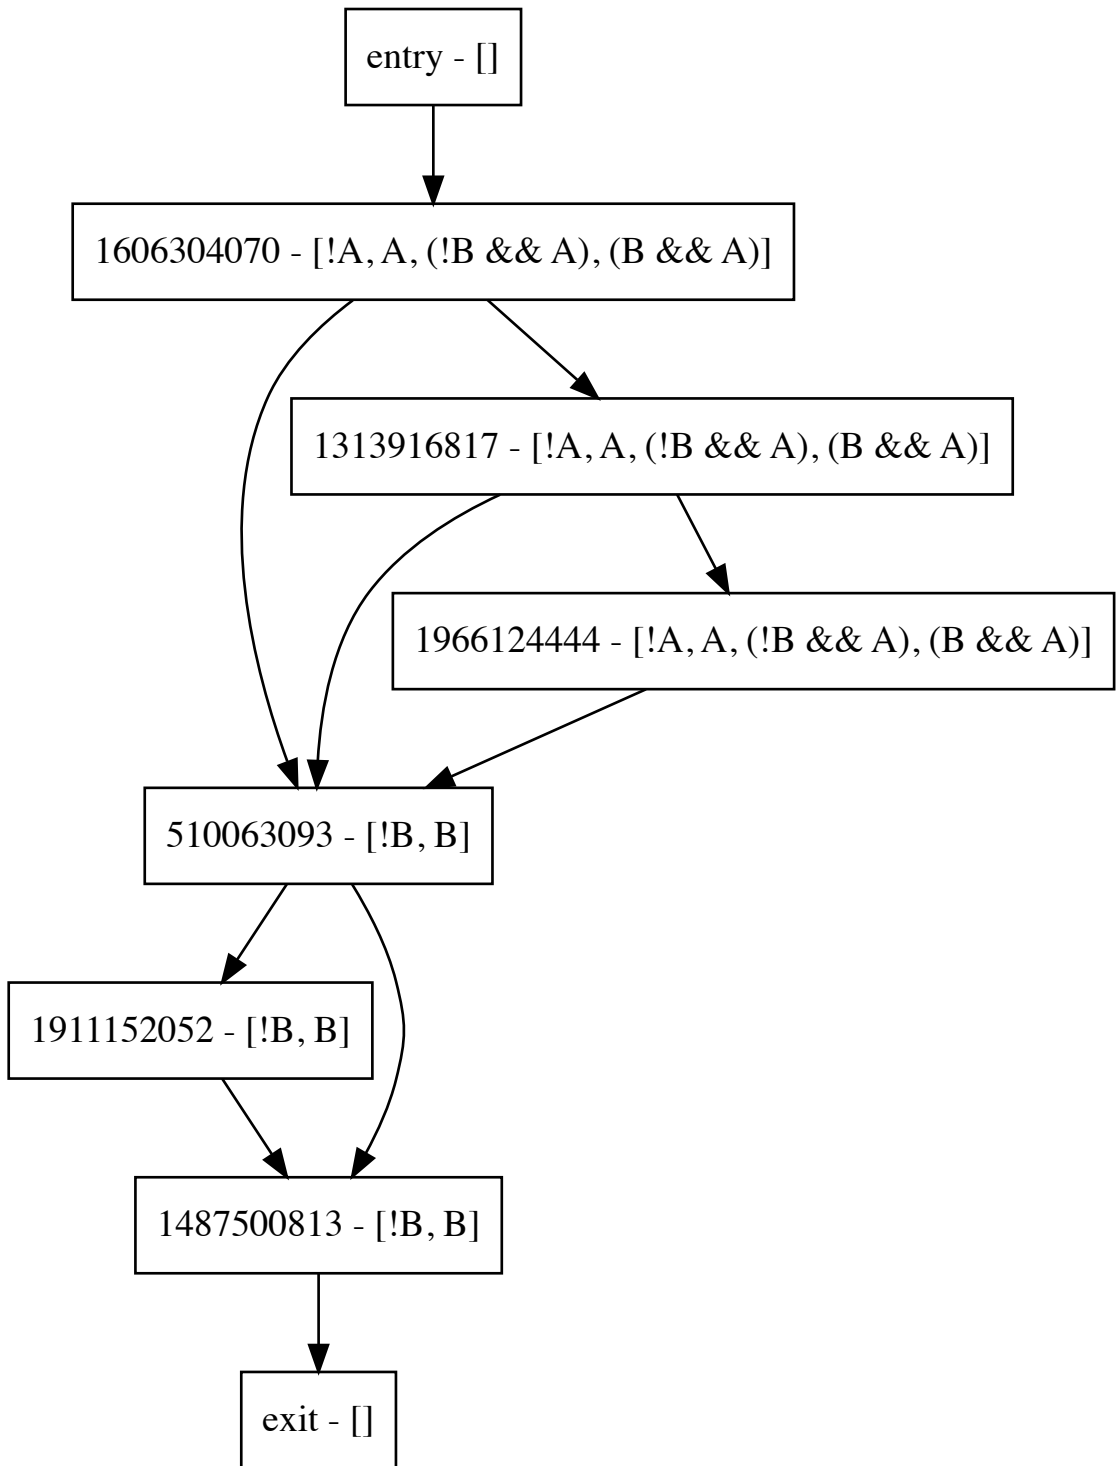 entry - []
1606304070 - [!A, A, (!B && A), (B && A)]
1313916817 - [!A, A, (!B && A), (B && A)]
1966124444 - [!A, A, (!B && A), (B && A)]
510063093 - [!B, B]
1911152052 - [!B, B]
1487500813 - [!B, B]
exit - []